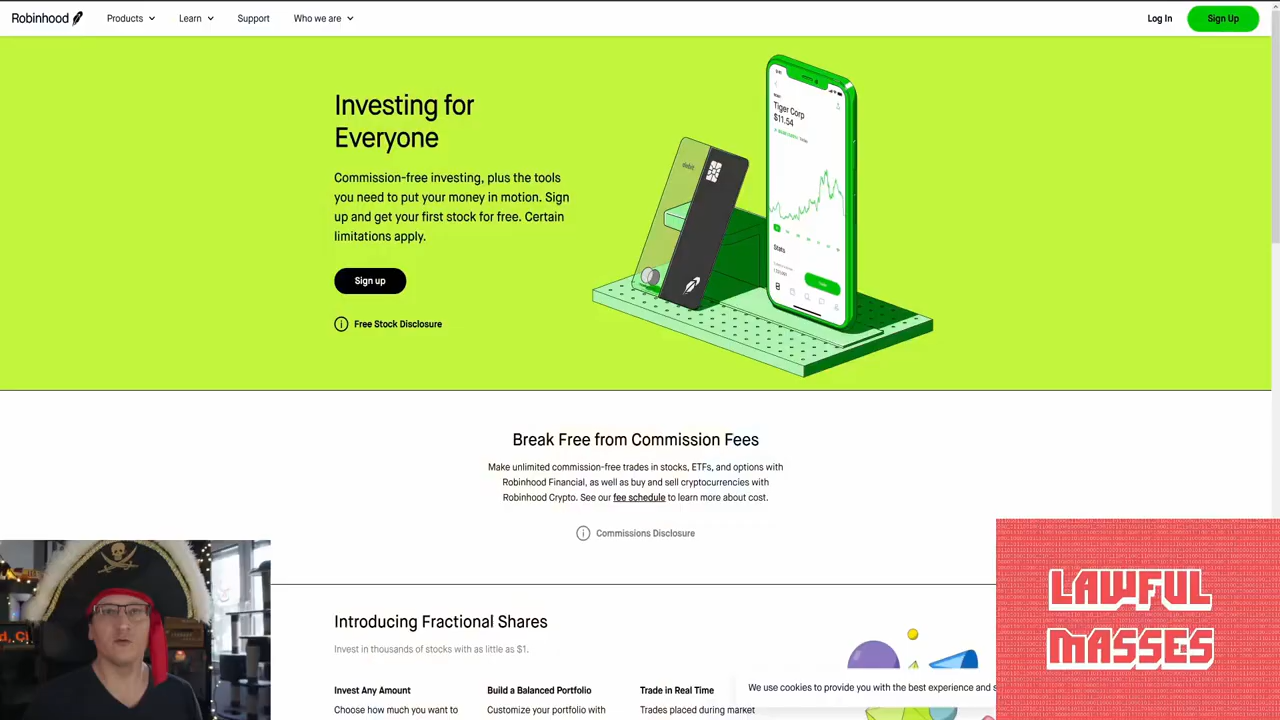 Robinhood
Products
Learn
Support
Who we are
Log In
Sign Up
Investing for
Everyone
Commission-free investing, plus the tools
you need to put your money in motion. Sign
up and get your first stock for free. Certain
limitations apply.
Sign up
Free Stock Disclosure
debit
Tiger Corp
$11.54
Stats
Break Free from Commission Fees
Make unlimited commission-free trades in stocks, ETFs, and options with
Robinhood Financial, as well as buy and sell cryptocurrencies with
Robinhood Crypto. See our fee schedule to learn more about cost.
Commissions Disclosure
Introducing Fractional Shares
Invest in thousands of stocks with as little as $1.
Invest Any Amount
Choose how much you want to
Build a Balanced Portfolio
Customize your portfolio with
Trade in Real Time
Trades placed during market
We use cookies to provide you with the best experience and s
LAWFUL
MASSES